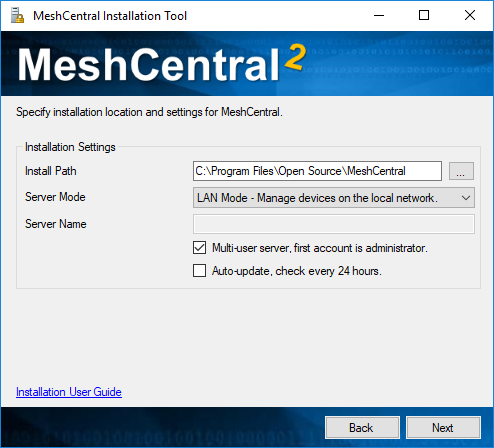 MeshCentral Installation Tool
MeshCentral2
Specify installation location and settings for MeshCentral.
Installation Settings
Install Path
C:\Program Files\Open Source\MeshCentral
...
Server Mode
LAN Mode - Manage devices on the local network.
Server Name
Multi-user server, first account is administrator.
Auto-update, check every 24 hours.
Installation User Guide
Back
Next